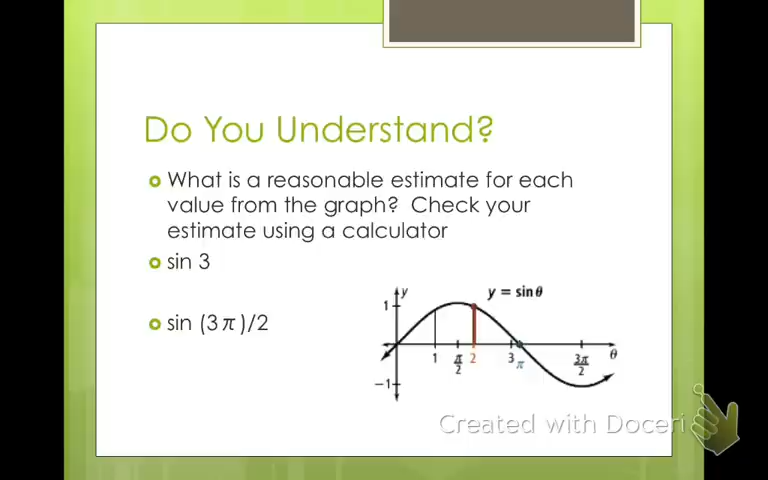 Do You Understand?
What is a reasonable estimate for each
value from the graph? Check your
estimate using a calculator
sin 3
sin (3π)/2
y
y = sinθ
1
1
π/2
2
3
π
3π/2
θ
−1
Created with Doceri